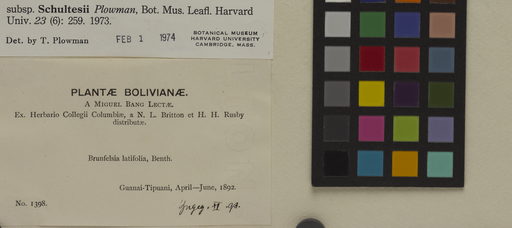 subsp. Schultesii Plowman, Bot. Mus. Leafl. Harvard
Univ. 23 (6): 259. 1973.
Det. by T. Plowman FEB 1 1974
BOTANICAL MUSEUM
HARVARD UNIVERSITY
CAMBRIDGE, MASS.
PLANTÆ BOLIVIANÆ.
A MIGUEL BANG LECTÆ.
Ex. Herbario Collegii Columbiæ, a N. L. Britton et H. H. Rusby
distributæ.
Brunfelsia latifolia, Benth.
Guanai-Tipuani, April—June, 1892.
No. 1398.